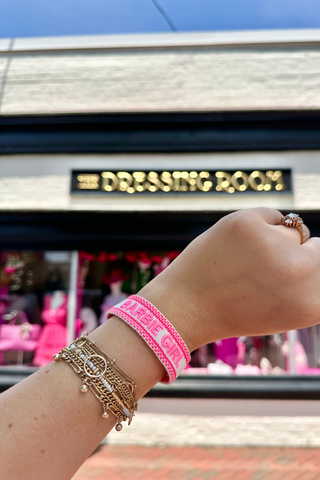 THE DRESSING ROOM
BARBIE GIRL